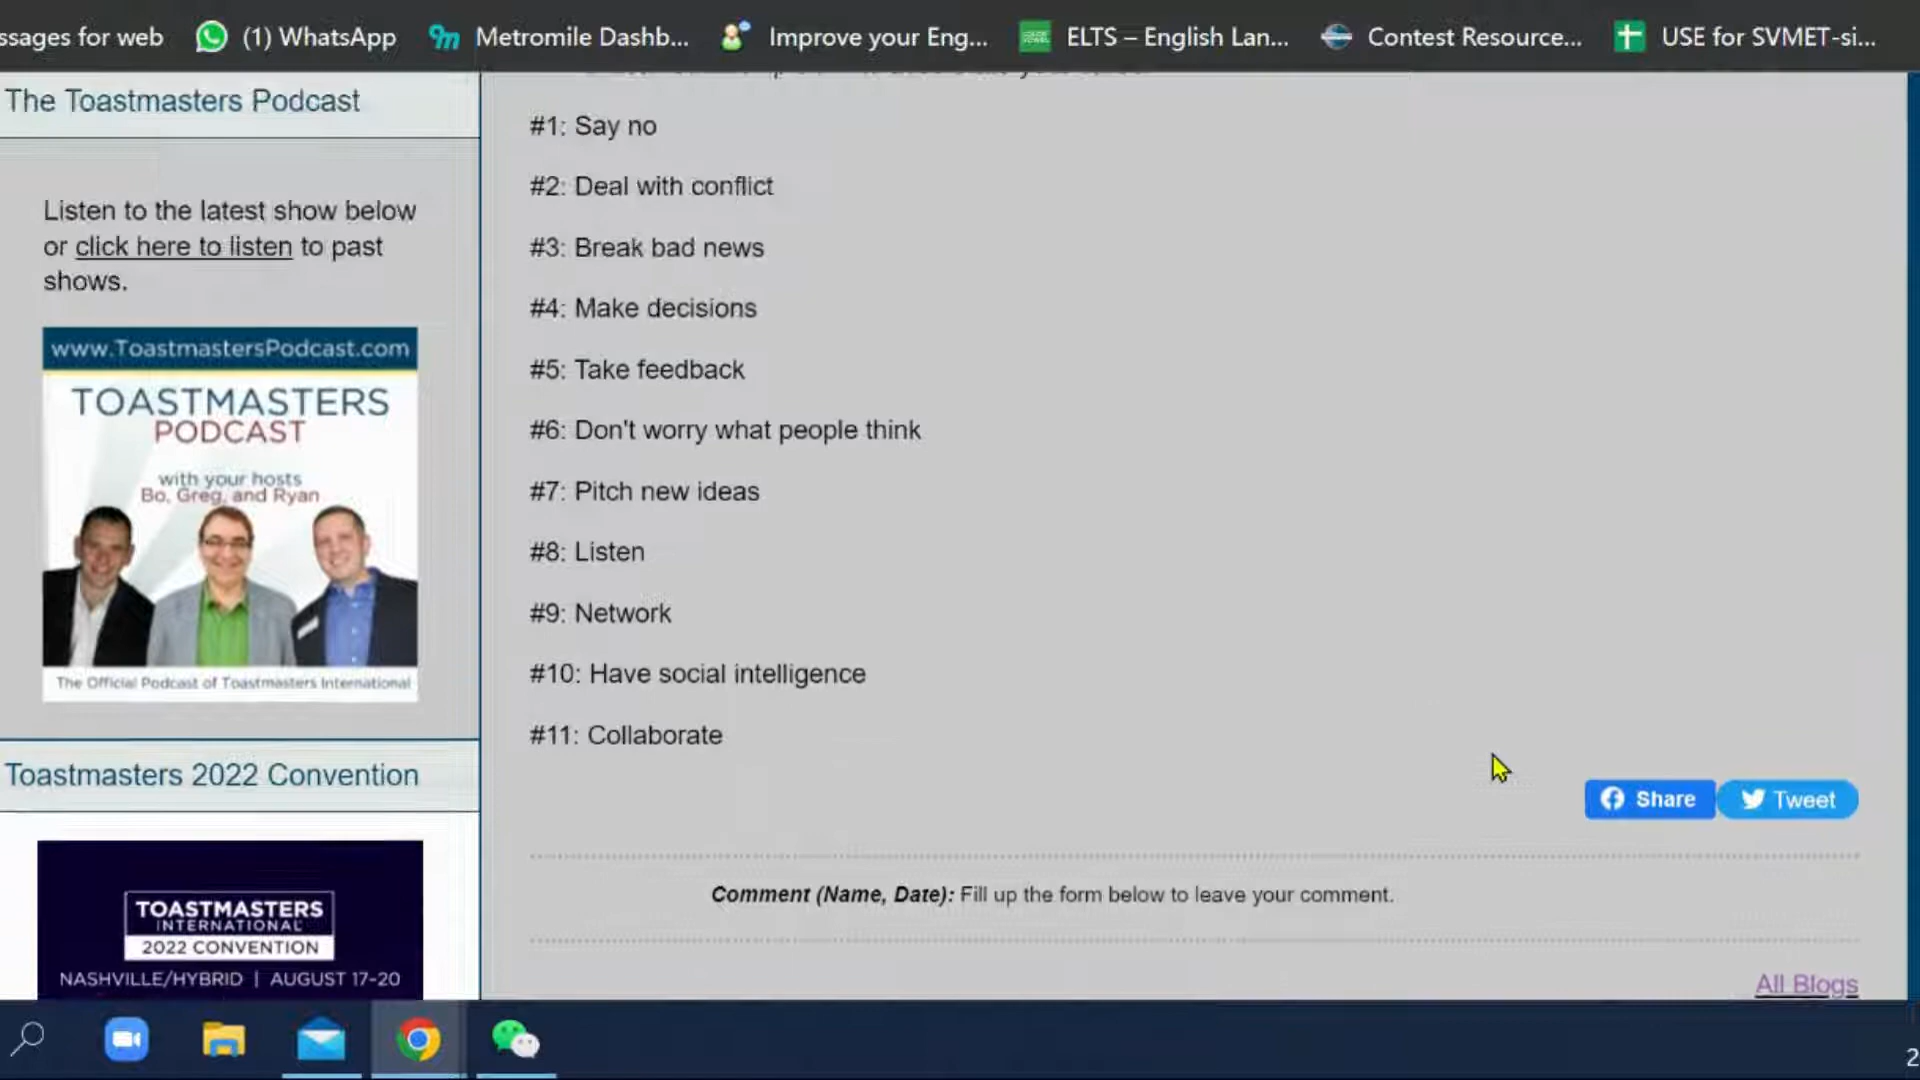 ssages for web
(1) WhatsApp
Metromile Dashb...
Improve your Eng...
ELTS – English Lan...
Contest Resource...
USE for SVMET-si...
The Toastmasters Podcast
Listen to the latest show below
or click here to listen to past
shows.
www.ToastmastersPodcast.com
TOASTMASTERS
PODCAST
with your hosts
Bo, Greg, and Ryan
The Official Podcast of Toastmasters International
Toastmasters 2022 Convention
TOASTMASTERS
INTERNATIONAL
2022 CONVENTION
NASHVILLE/HYBRID | AUGUST 17-20
#1: Say no
#2: Deal with conflict
#3: Break bad news
#4: Make decisions
#5: Take feedback
#6: Don't worry what people think
#7: Pitch new ideas
#8: Listen
#9: Network
#10: Have social intelligence
#11: Collaborate
Share
Tweet
Comment (Name, Date): Fill up the form below to leave your comment.
All Blogs
2